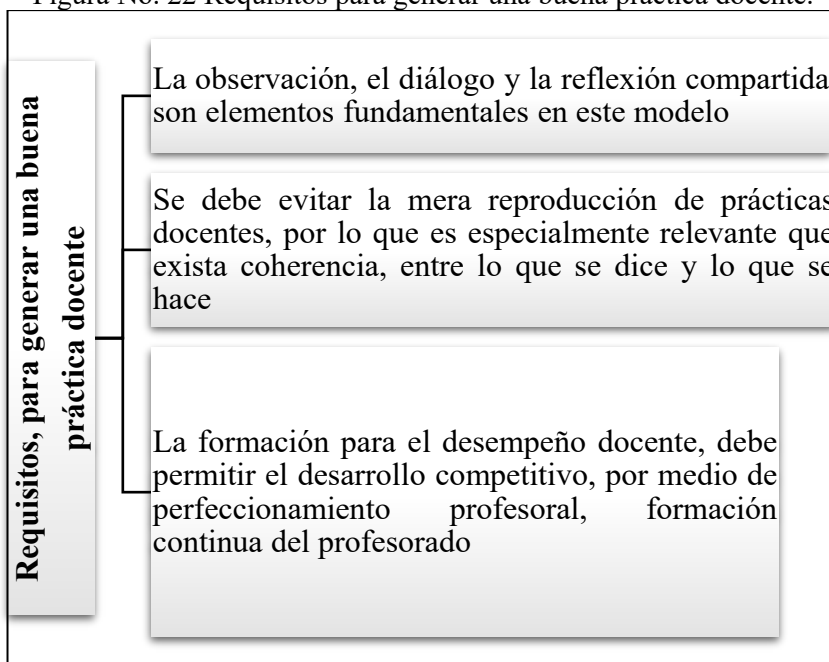 Figura No. 22 Requisitos para generar una buena práctica docente.
Requisitos, para generar una buena
práctica docente
La observación, el diálogo y la reflexión compartida
son elementos fundamentales en este modelo
Se debe evitar la mera reproducción de prácticas
docentes, por lo que es especialmente relevante que
exista coherencia, entre lo que se dice y lo que se
hace
La formación para el desempeño docente, debe
permitir el desarrollo competitivo, por medio de
perfeccionamiento profesoral, formación
continua del profesorado